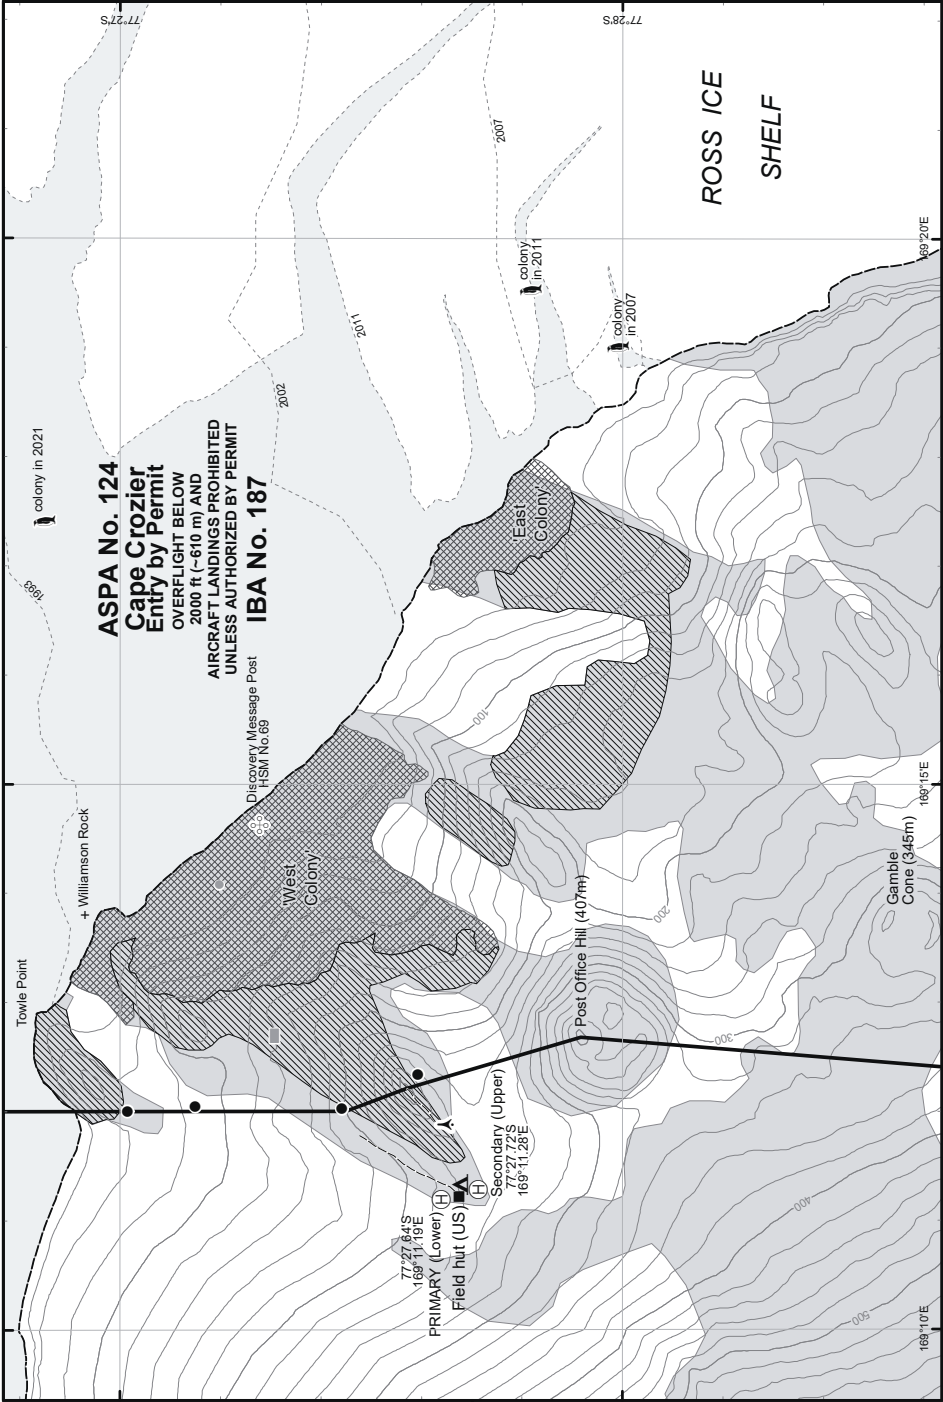 77°27'S
77°28'S
ROSS ICE
SHELF
169°20'E
2007
colony
in 2011
colony
in 2007
2011
2002
colony in 2021
1993
ASPA No. 124
Cape Crozier
Entry by Permit
OVERFLIGHT BELOW
2000 ft (~610 m) AND
AIRCRAFT LANDINGS PROHIBITED
UNLESS AUTHORIZED BY PERMIT
IBA No. 187
'East
Colony'
Discovery Message Post
HSM No.69
100
169°15'E
+ Williamson Rock
'West
Colony'
Towle Point
Post Office Hill (407m)
200
Gamble
Cone (345m)
300
Secondary (Upper)
77°27.72'S
169°11.28'E
H
H
77°27.64'S
169°11.19'E
PRIMARY (Lower)
Field hut (US)
400
500
169°10'E